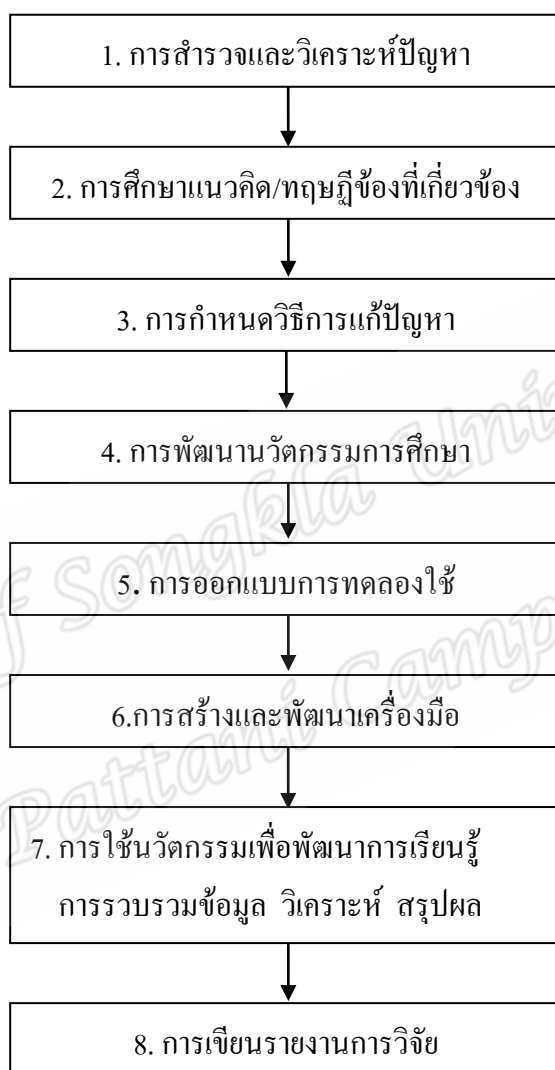 1. การสำรวจและวิเคราะห์ปัญหา
2. การศึกษาแนวคิด/ทฤษฎีข้องที่เกี่ยวข้อง
3. การกำหนดวิธีการแก้ปัญหา
4. การพัฒนานวัตกรรมการศึกษา
5. การออกแบบการทดลองใช้
6.การสร้างและพัฒนาเครื่องมือ
7. การใช้นวัตกรรมเพื่อพัฒนาการเรียนรู้
การรวบรวมข้อมูล วิเคราะห์ สรุปผล
8. การเขียนรายงานการวิจัย
f Songkla Uni
Pattani Camp